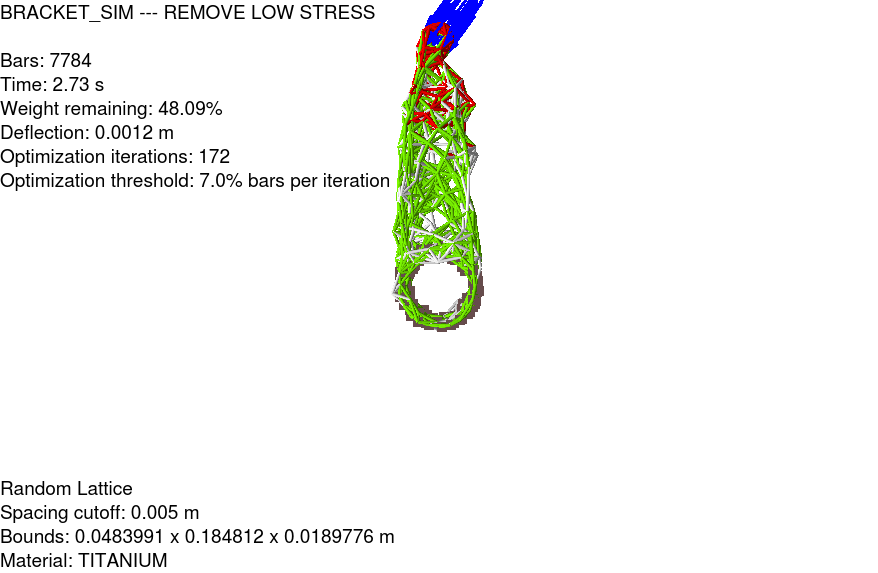 BRACKET_SIM --- REMOVE LOW STRESS
Bars: 7784
Time: 2.73 s
Weight remaining: 48.09%
Deflection: 0.0012 m
Optimization iterations: 172
Optimization threshold: 7.0% bars per iteration
Random Lattice
Spacing cutoff: 0.005 m
Bounds: 0.0483991 x 0.184812 x 0.0189776 m
Material: TITANIUM